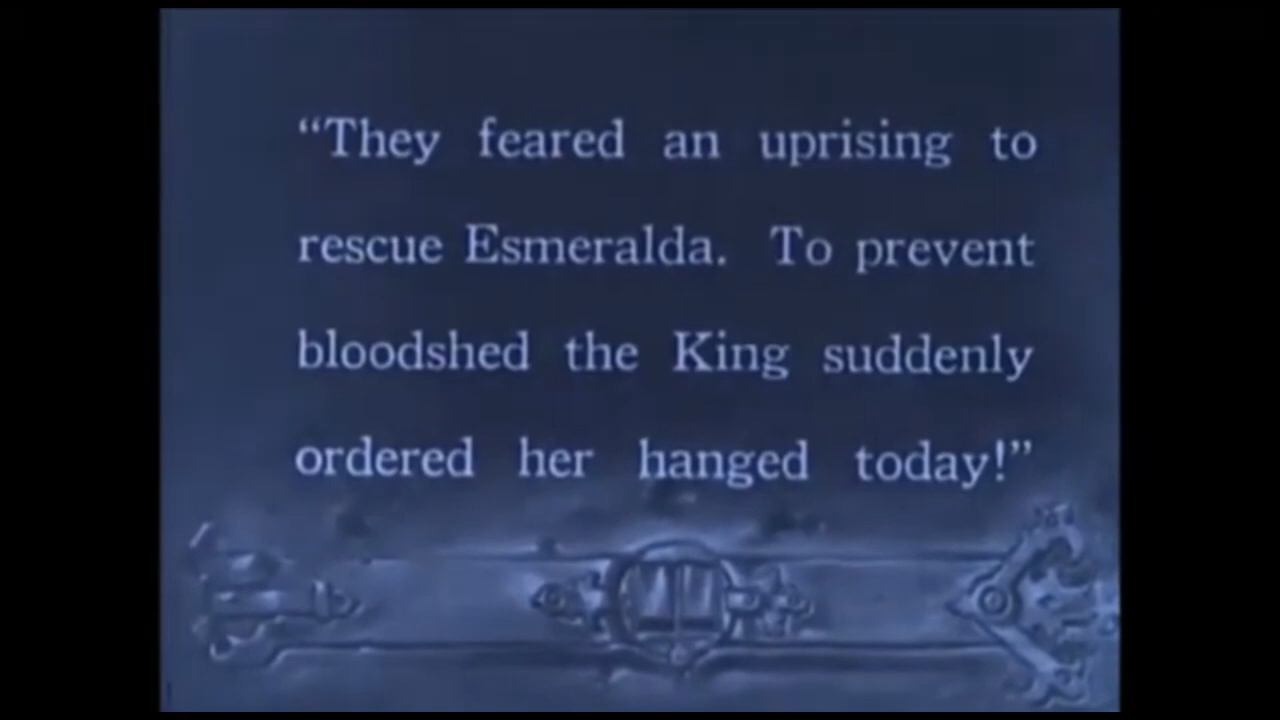 “They feared an uprising to
rescue Esmeralda. To prevent
bloodshed the King suddenly
ordered her hanged today!”